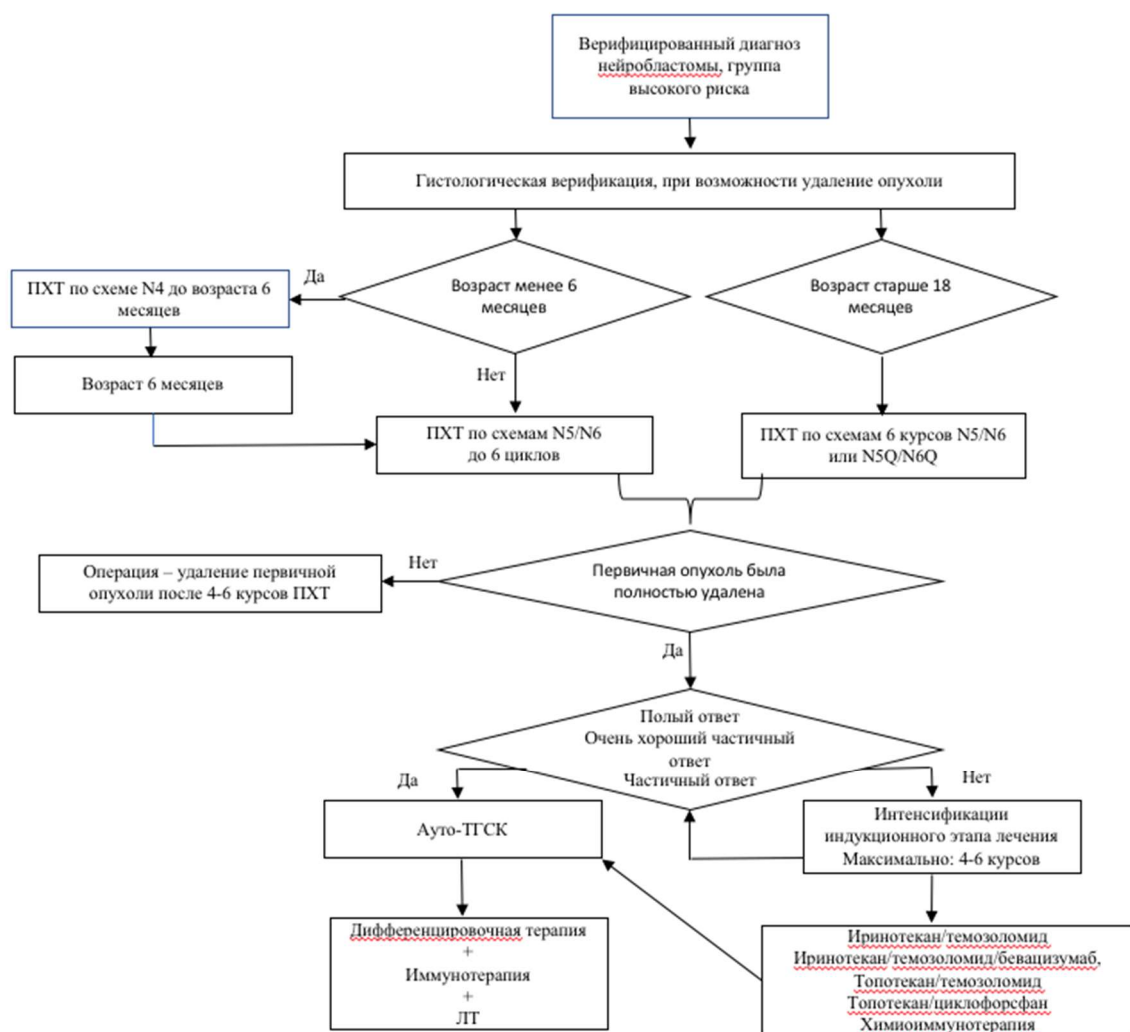 Верифицированный диагноз
нейробластомы, группа
высокого риска
Гистологическая верификация, при возможности удаление опухоли
Да
ПХТ по схеме N4 до возраста 6
месяцев
Возраст менее 6
месяцев
Возраст старше 18
месяцев
Возраст 6 месяцев
Нет
ПХТ по схемам N5/N6
до 6 циклов
ПХТ по схемам 6 курсов N5/N6
или N5Q/N6Q
Операция – удаление первичной
опухоли после 4-6 курсов ПХТ
Нет
Первичная опухоль была
полностью удалена
Да
Полый ответ
Очень хороший частичный
ответ
Частичный ответ
Да
Нет
Ауто-ТГСК
Интенсификации
индукционного этапа лечения
Максимально: 4-6 курсов
Дифференцировочная терапия
+
Иммунотерапия
+
ЛТ
Иринотекан/темозоломид
Иринотекан/темозоломид/бевацизумаб,
Топотекан/темозоломид
Топотекан/циклофорсфан
Химиоиммунотерапия